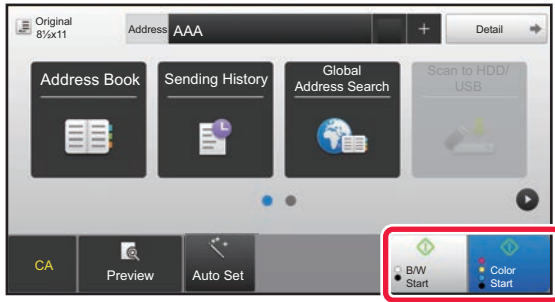 Original
8½x11
Address AAA
+
Detail
Address Book
Sending History
Global
Address Search
Scan to HDD/
USB
CA
Preview
Auto Set
B/W
Start
Color
Start